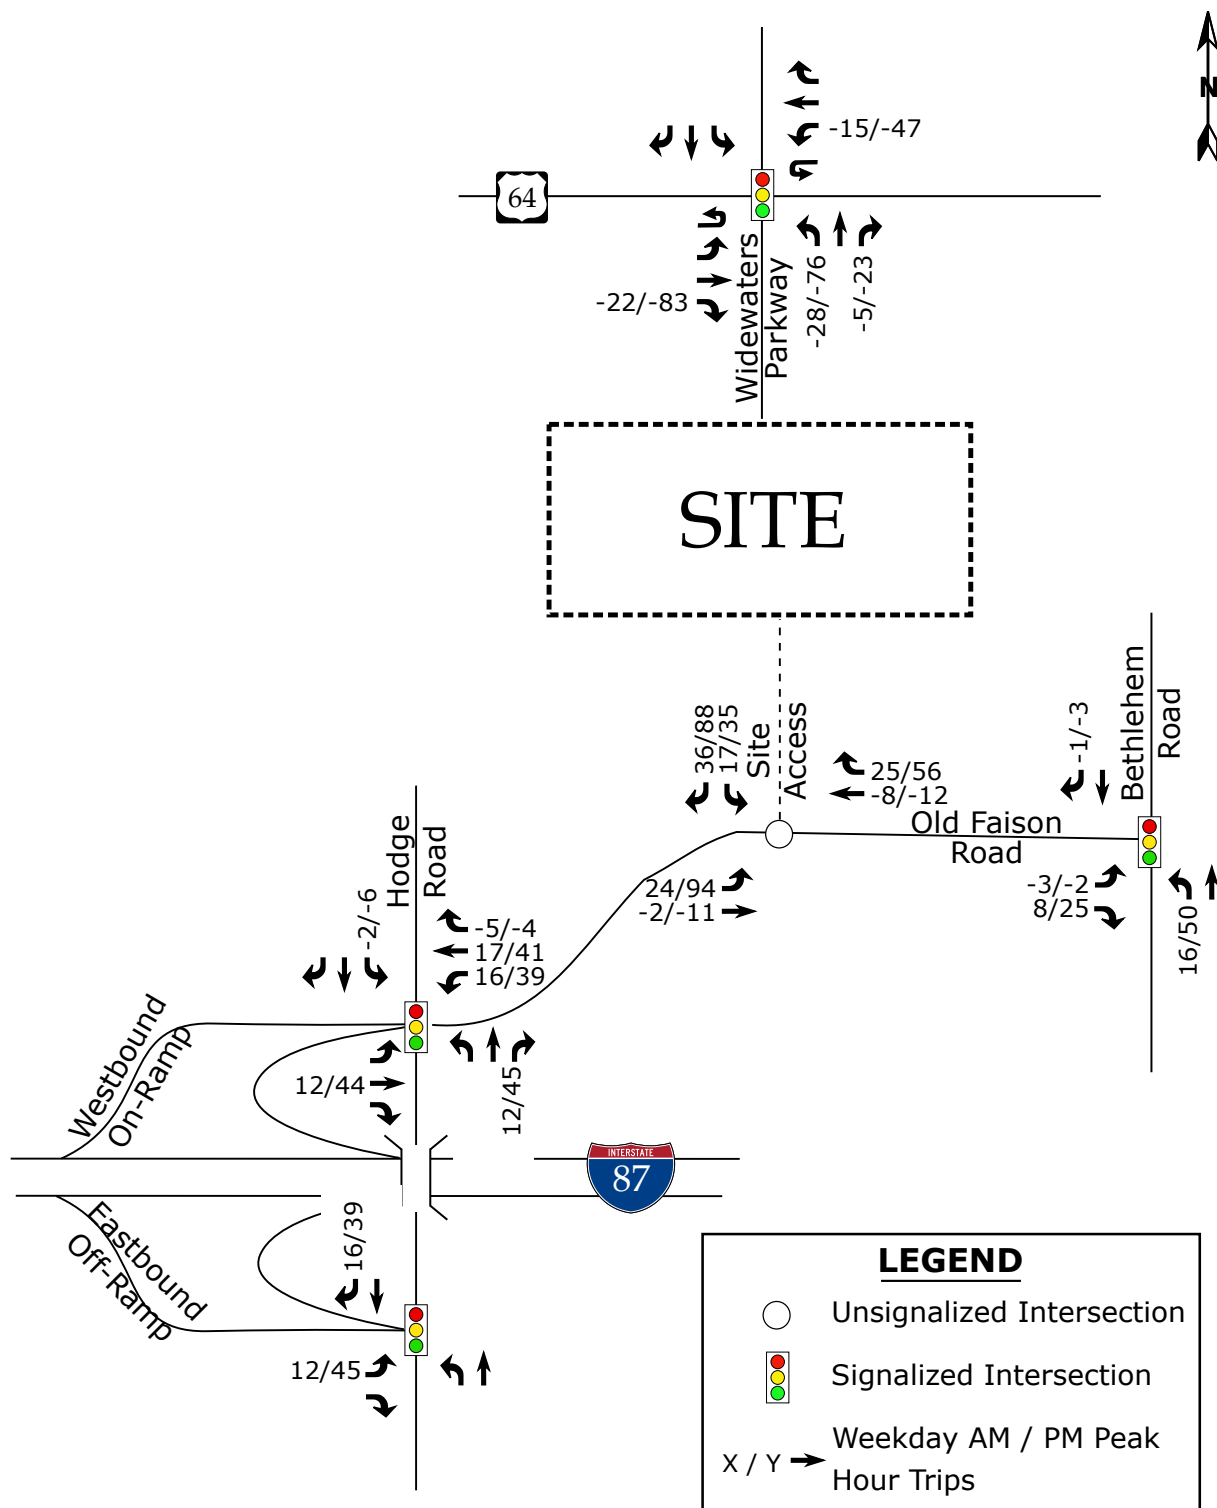 N
-15/-47
64
-22/-83
Widewaters
Parkway
-28/-76
-5/-23
SITE
36/88
17/35
Site
Access
25/56
-8/-12
-1/-3
Bethlehem
Road
Old Faison
Road
24/94
-2/-11
-3/-2
8/25
16/50
Hodge
Road
-2/-6
-5/-4
17/41
16/39
Westbound
On-Ramp
12/44
12/45
INTERSTATE
87
Eastbound
Off-Ramp
16/39
12/45
LEGEND
Unsignalized Intersection
Signalized Intersection
X / Y
Weekday AM / PM Peak
Hour Trips